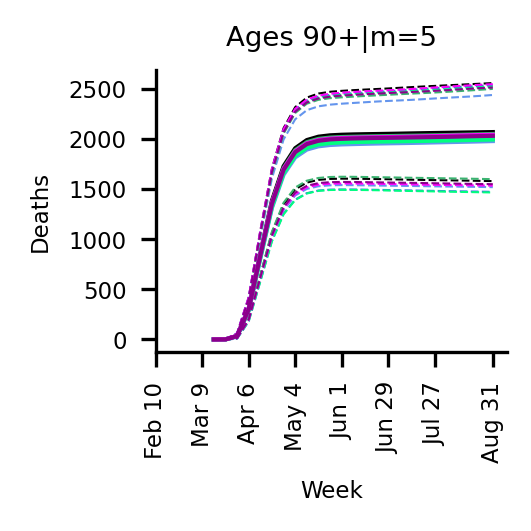 Ages 90+|m=5
Deaths
2500
2000
1500
1000
500
0
Feb 10
Mar 9
Apr 6
May 4
Jun 1
Jun 29
Jul 27
Aug 31
Week